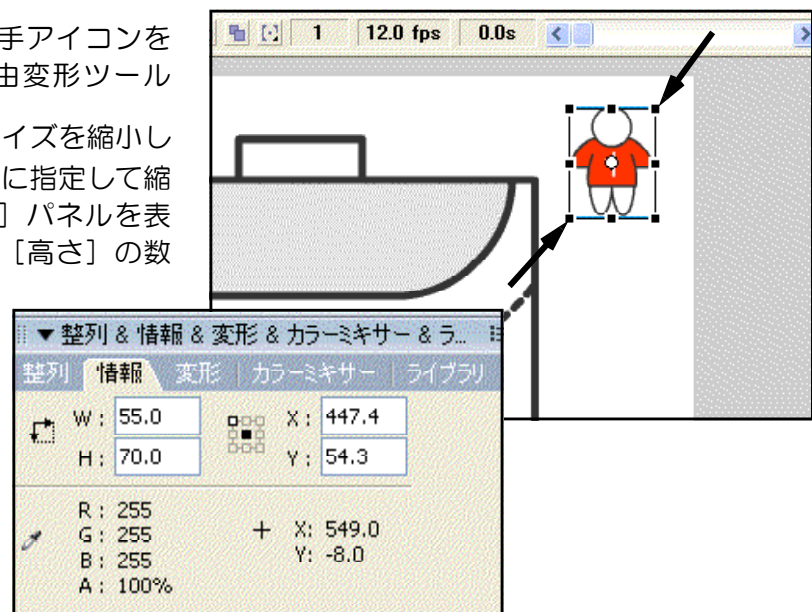 手アイコンを
由変形ツール
イズを縮小し
に指定して縮
］パネルを表
［高さ］の数
1 12.0 fps 0.0s
▼整列 & 情報 & 変形 & カラーミキサー & ラ...
整列 情報 変形 カラーミキサー ライブラリ
W: 55.0 X: 447.4
H: 70.0 Y: 54.3
R: 255
G: 255 + X: 549.0
B: 255 Y: -8.0
A: 100%